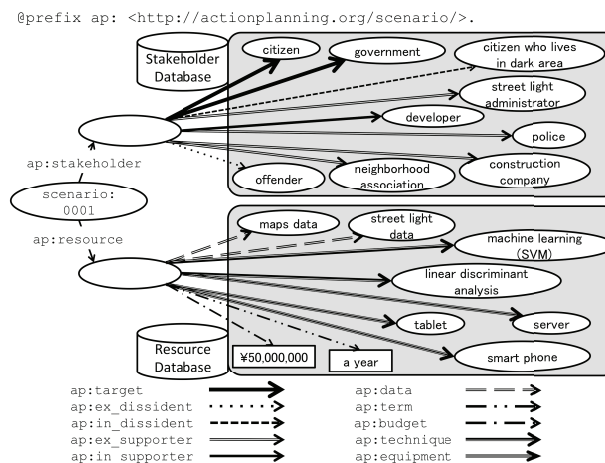 @prefix ap: <http://actionplanning.org/scenario/>.
Stakeholder
Database
citizen
government
citizen who lives
in dark area
street light
administrator
developer
police
construction
company
neighborhood
association
offender
ap:stakeholder
scenario:
0001
ap:resource
maps data
street light
data
machine learning
(SVM)
linear discriminant
analysis
tablet
server
smart phone
Rescurce
Database
¥50,000,000
a year
ap:target
ap:ex_dissident
ap:in_dissident
ap:ex_supporter
ap:in_supporter
ap:data
ap:term
ap:budget
ap:technique
ap:equipment